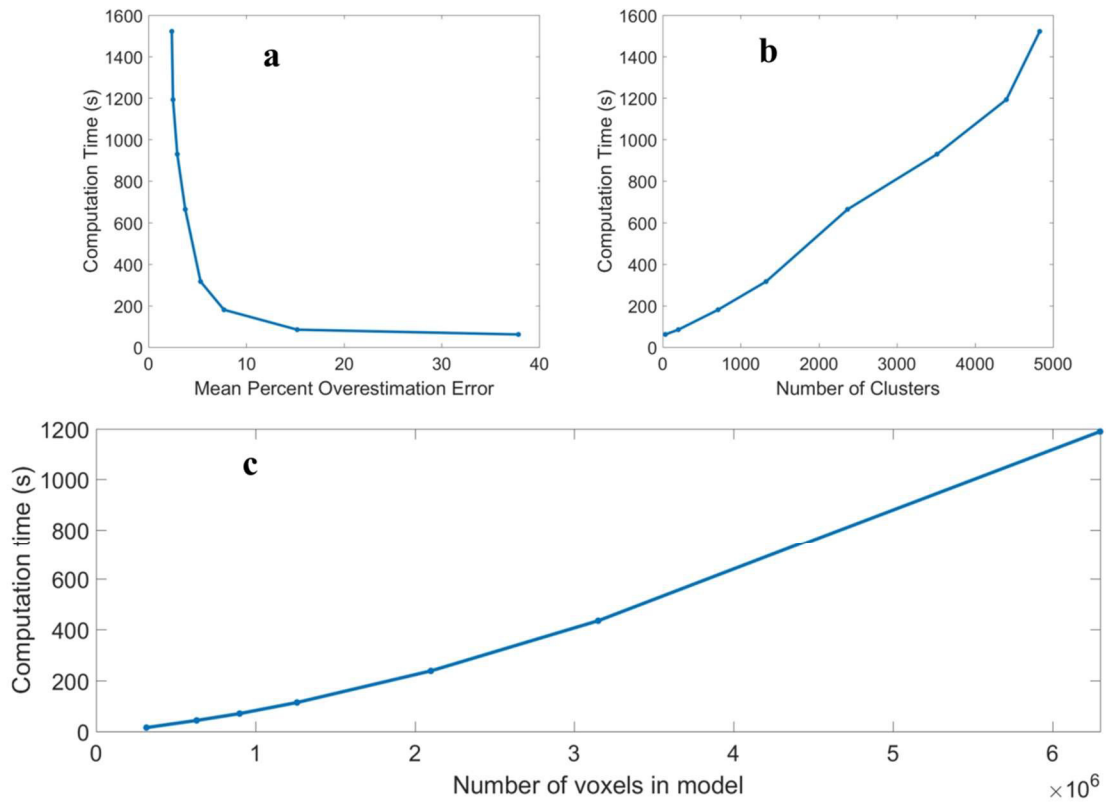 a
1600
1400
1200
1000
800
600
400
200
0
Computation Time (s)
0 10 20 30 40
Mean Percent Overestimation Error
b
1600
1400
1200
1000
800
600
400
200
0
Computation Time (s)
0 1000 2000 3000 4000 5000
Number of Clusters
c
1200
1000
800
600
400
200
0
Computation time (s)
0 1 2 3 4 5 6
×10⁶
Number of voxels in model